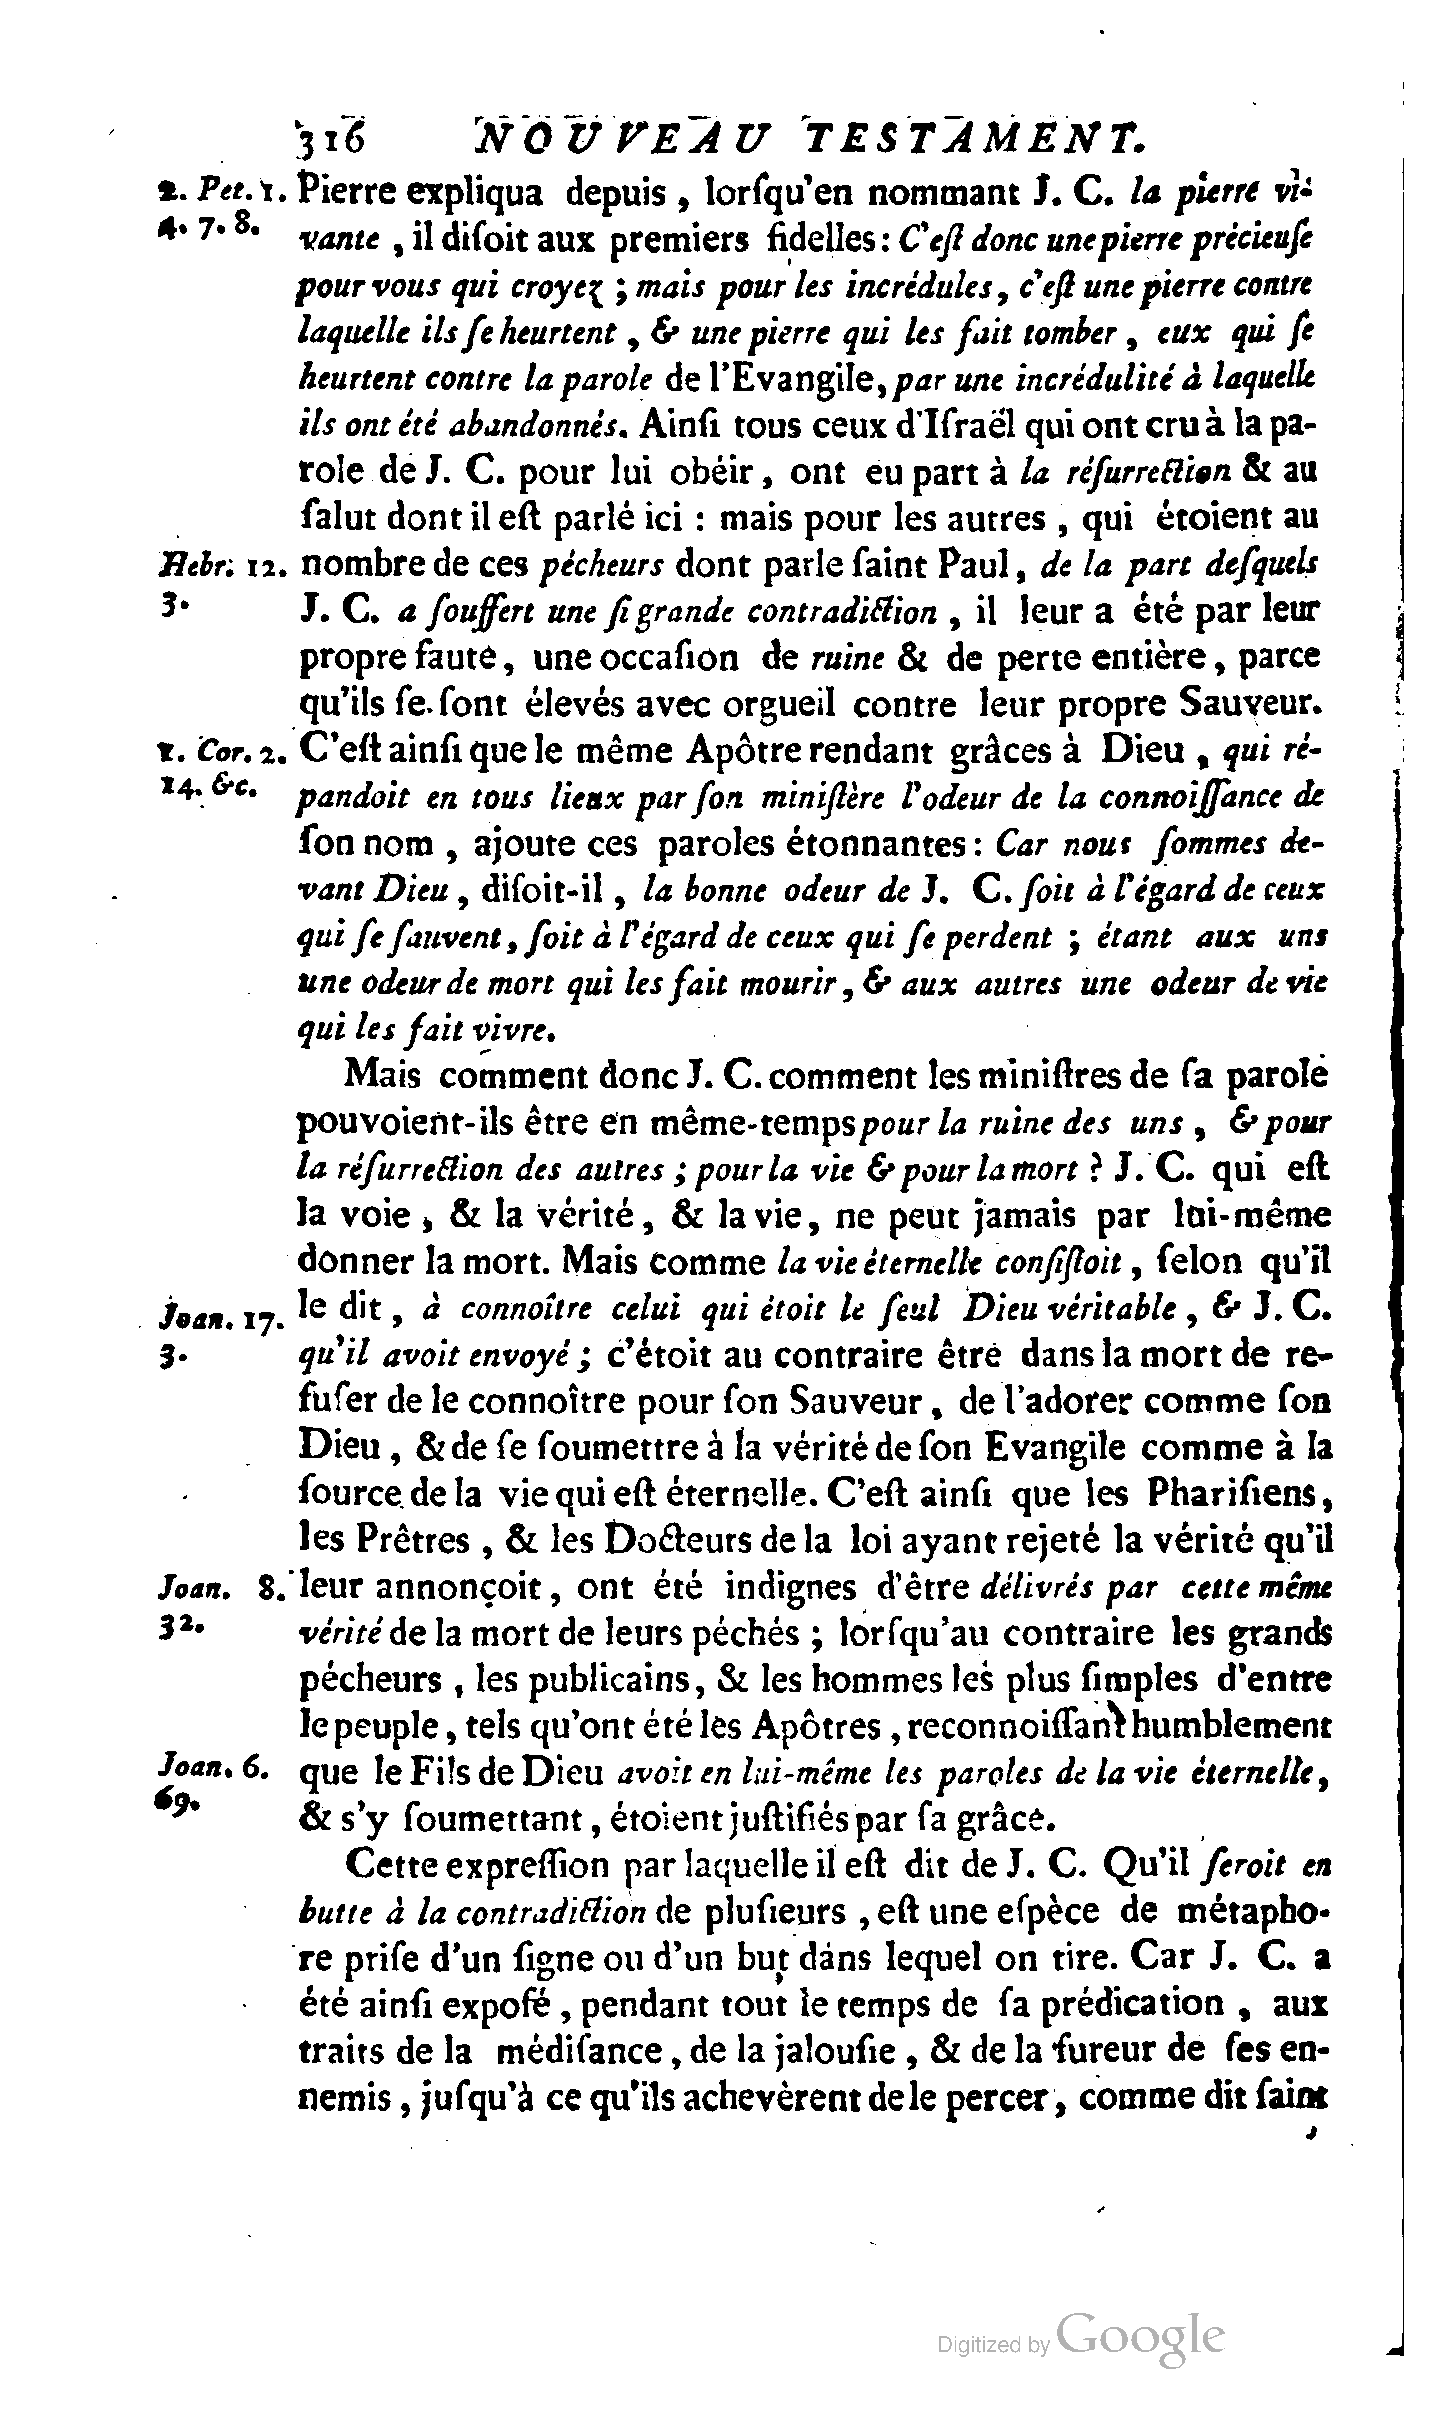 316 NOUVEAU TESTAMENT.
2. Pet. 1. Pierre expliqua depuis, lorſqu'en nommant J. C. la pierre vi-
4. 7. 8. vante, il diſoit aux premiers fidelles: C'eſt donc une pierre précieuſe
pour vous qui croyez ; mais pour les incrédules, c'eſt une pierre contre
laquelle ils ſe heurtent, & une pierre qui les fait tomber, eux qui ſe
heurtent contre la parole de l'Evangile, par une incrédulité à laquelle
ils ont été abandonnés. Ainſi tous ceux d'Iſraël qui ont cru à la pa-
role de J. C. pour lui obéir, ont eu part à la réſurrection & au
ſalut dont il eſt parlé ici : mais pour les autres, qui étoient au
Hebr. 12. nombre de ces pécheurs dont parle ſaint Paul, de la part deſquels
3. J. C. a ſouffert une ſi grande contradiction, il leur a été par leur
propre faute, une occaſion de ruine & de perte entière, parce
qu'ils ſe ſont élevés avec orgueil contre leur propre Sauveur.
1. Cor. 2. C'eſt ainſi que le même Apôtre rendant grâces à Dieu, qui ré-
14. &c. pandoit en tous lieux par ſon miniſtère l'odeur de la connoiſſance de
ſon nom, ajoute ces paroles étonnantes: Car nous ſommes de-
vant Dieu, diſoit-il, la bonne odeur de J. C. ſoit à l'égard de ceux
qui ſe ſauvent, ſoit à l'égard de ceux qui ſe perdent ; étant aux uns
une odeur de mort qui les fait mourir, & aux autres une odeur de vie
qui les fait vivre.
Mais comment donc J. C. comment les miniſtres de ſa parole
pouvoient-ils être en même-temps pour la ruine des uns, & pour
la réſurrection des autres ; pour la vie & pour la mort ? J. C. qui eſt
la voie, & la vérité, & la vie, ne peut jamais par lui-même
donner la mort. Mais comme la vie éternelle conſiſtoit, ſelon qu'il
Joan. 17. le dit, à connoître celui qui étoit le ſeul Dieu véritable, & J. C.
3. qu'il avoit envoyé ; c'étoit au contraire être dans la mort de re-
fuſer de le connoître pour ſon Sauveur, de l'adorer comme ſon
Dieu, & de ſe ſoumettre à la vérité de ſon Evangile comme à la
ſource de la vie qui eſt éternelle. C'eſt ainſi que les Phariſiens,
les Prêtres, & les Docteurs de la loi ayant rejeté la vérité qu'il
Joan. 8. leur annonçoit, ont été indignes d'être délivrés par cette même
32. vérité de la mort de leurs péchés ; lorſqu'au contraire les grands
pécheurs, les publicains, & les hommes les plus ſimples d'entre
le peuple, tels qu'ont été les Apôtres, reconnoiſſant humblement
Joan. 6. que le Fils de Dieu avoit en lui-même les paroles de la vie éternelle,
69. & s'y ſoumettant, étoient juſtifiés par ſa grâce.
Cette expreſſion par laquelle il eſt dit de J. C. Qu'il ſeroit en
butte à la contradiction de pluſieurs, eſt une eſpèce de métapho-
re priſe d'un ſigne ou d'un but dans lequel on tire. Car J. C. a
été ainſi expoſé, pendant tout le temps de ſa prédication, aux
traits de la médiſance, de la jalouſie, & de la fureur de ſes en-
nemis, juſqu'à ce qu'ils achevèrent de le percer, comme dit ſaint
Digitized by Google